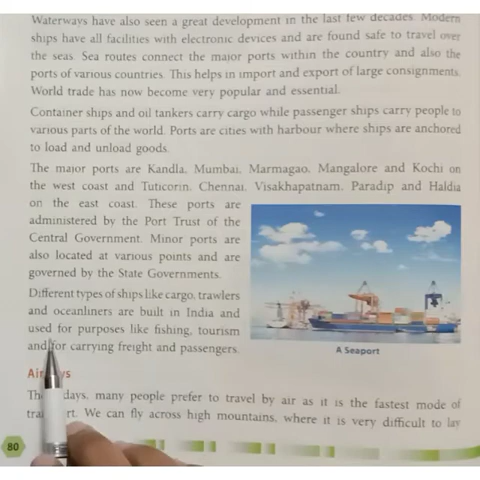 Waterways have also seen a great development in the last few decades. Modern
ships have all facilities with electronic devices and are found safe to travel over
the seas. Sea routes connect the major ports within the country and also the
ports of various countries. This helps in import and export of large consignments.
World trade has now become very popular and essential.
Container ships and oil tankers carry cargo while passenger ships carry people to
various parts of the world. Ports are cities with harbour where ships are anchored
to load and unload goods.
The major ports are Kandla, Mumbai, Marmagao, Mangalore and Kochi on
the west coast and Tuticorin, Chennai, Visakhapatnam, Paradip and Haldia
on the east coast. These ports are
administered by the Port Trust of the
Central Government. Minor ports are
also located at various points and are
governed by the State Governments.
Different types of ships like cargo, trawlers
and oceanliners are built in India and
used for purposes like fishing, tourism
and for carrying freight and passengers.
A Seaport
days, many people prefer to travel by air as it is the fastest mode of
We can fly across high mountains, where it is very difficult to lay
80